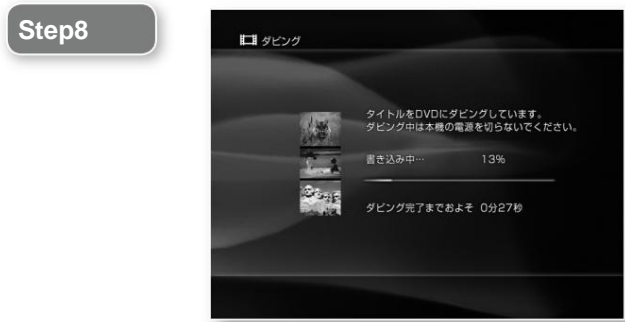 Step8
ダビング
タイトルをDVDにダビングしています。
ダビング中は本機の電源を切らないでください。
書き込み中… 13%
ダビング完了までおよそ 0分27秒